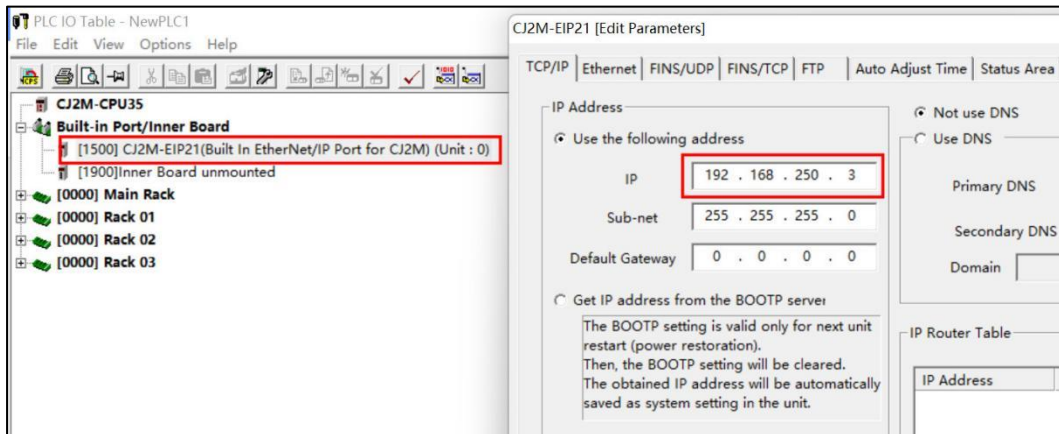 PLC IO Table - NewPLC1
File Edit View Options Help
CJ2M-CPU35
Built-in Port/Inner Board
[1500] CJ2M-EIP21(Built In EtherNet/IP Port for CJ2M) (Unit : 0)
[1900]Inner Board unmounted
[0000] Main Rack
[0000] Rack 01
[0000] Rack 02
[0000] Rack 03
CJ2M-EIP21 [Edit Parameters]
TCP/IP Ethernet FINS/UDP FINS/TCP FTP Auto Adjust Time Status Area
IP Address
Use the following address
IP 192 . 168 . 250 . 3
Sub-net 255 . 255 . 255 . 0
Default Gateway 0 . 0 . 0 . 0
Get IP address from the BOOTP server
The BOOTP setting is valid only for next unit
restart (power restoration).
Then, the BOOTP setting will be cleared.
The obtained IP address will be automatically
saved as system setting in the unit.
Not use DNS
Use DNS
Primary DNS
Secondary DNS
Domain
IP Router Table
IP Address